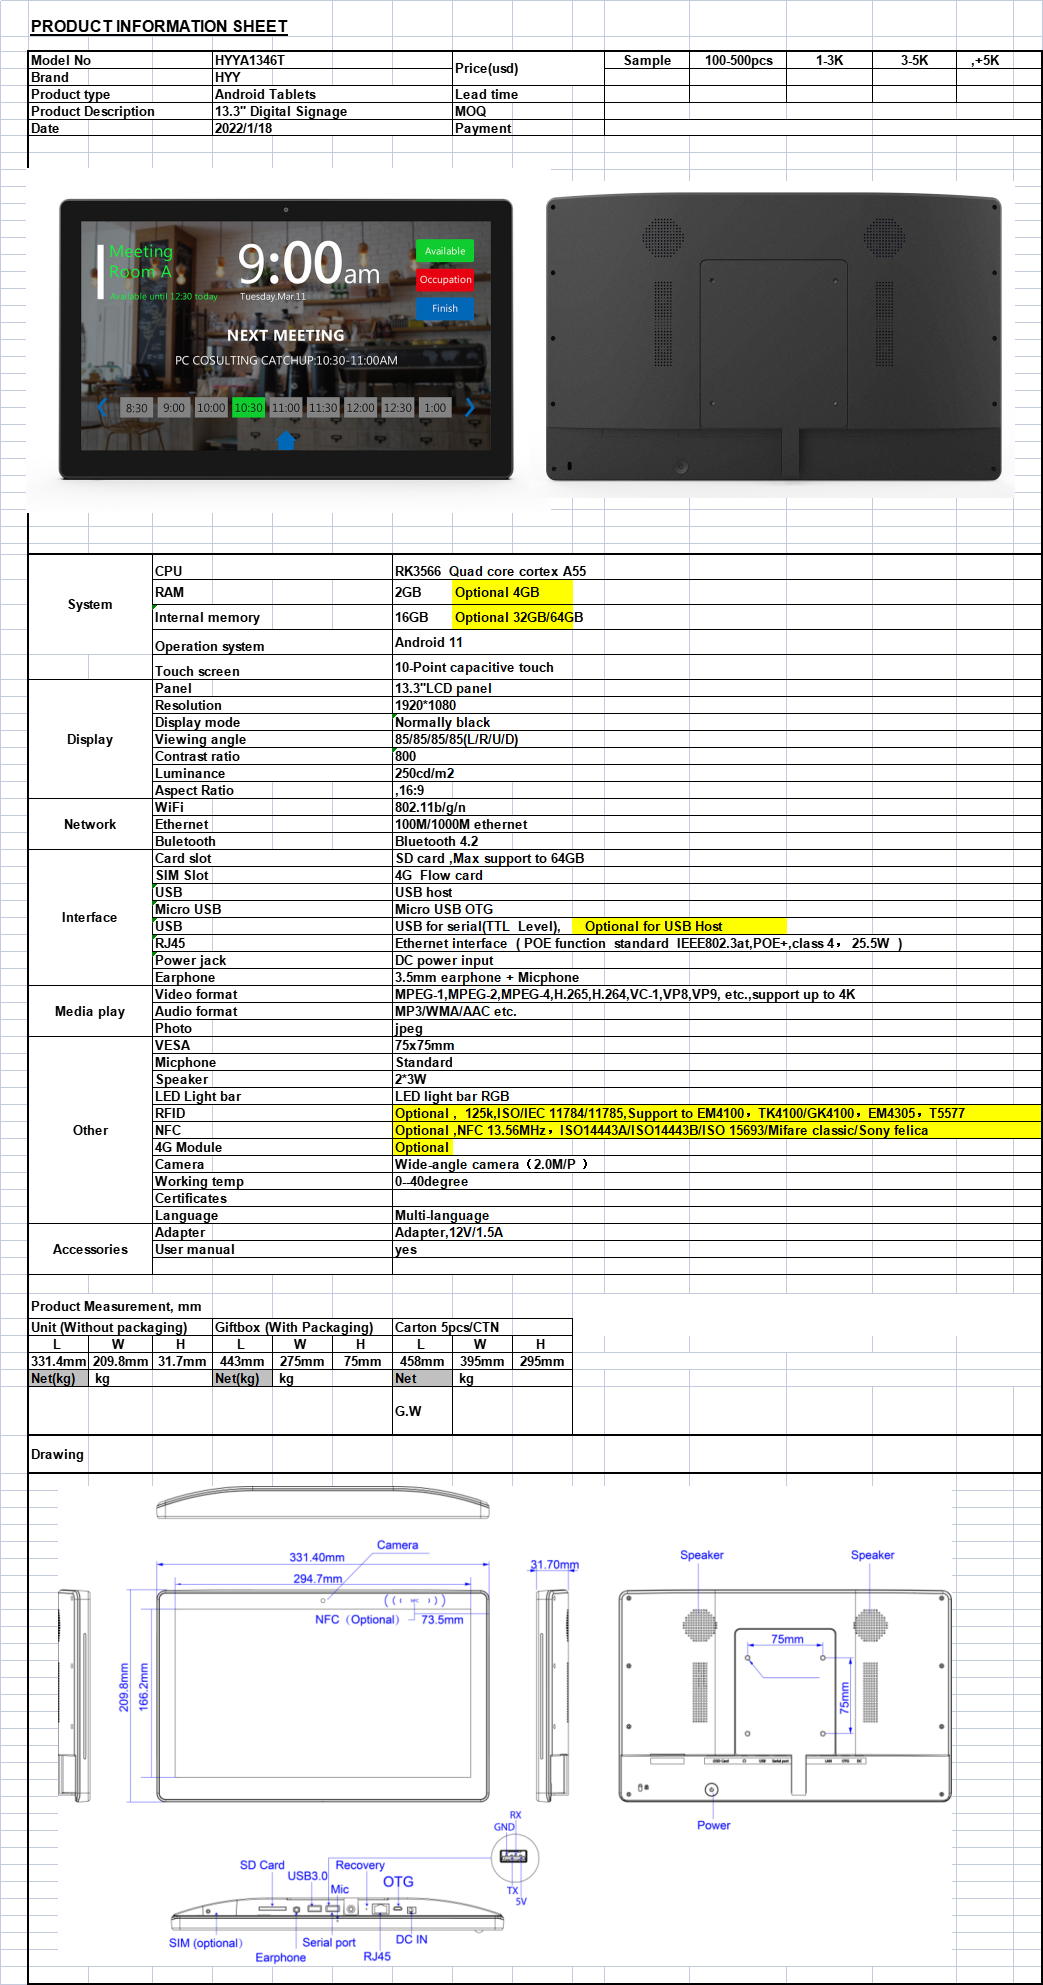 PRODUCT INFORMATION SHEET
Model No HYYA1346T Price(usd) Sample 100-500pcs 1-3K 3-5K ,+5K
Brand HYY
Product type Android Tablets Lead time
Product Description 13.3" Digital Signage MOQ
Date 2022/1/18 Payment
Meeting
Room A
Available until 12:30 today
9:00am
Tuesday.Mar.11
Available
Occupation
Finish
NEXT MEETING
PC COSULTING CATCHUP:10:30-11:00AM
8:30 9:00 10:00 10:30 11:00 11:30 12:00 12:30 1:00
System
CPU RK3566 Quad core cortex A55
RAM 2GB Optional 4GB
Internal memory 16GB Optional 32GB/64GB
Operation system Android 11
Touch screen 10-Point capacitive touch
Display
Panel 13.3"LCD panel
Resolution 1920*1080
Display mode Normally black
Viewing angle 85/85/85/85(L/R/U/D)
Contrast ratio 800
Luminance 250cd/m2
Aspect Ratio ,16:9
Network
WiFi 802.11b/g/n
Ethernet 100M/1000M ethernet
Buletooth Bluetooth 4.2
Interface
Card slot SD card ,Max support to 64GB
SIM Slot 4G Flow card
USB USB host
Micro USB Micro USB OTG
USB USB for serial(TTL Level), Optional for USB Host
RJ45 Ethernet interface ( POE function standard IEEE802.3at,POE+,class 4， 25.5W )
Power jack DC power input
Earphone 3.5mm earphone + Micphone
Media play
Video format MPEG-1,MPEG-2,MPEG-4,H.265,H.264,VC-1,VP8,VP9, etc.,support up to 4K
Audio format MP3/WMA/AAC etc.
Photo jpeg
Other
VESA 75x75mm
Micphone Standard
Speaker 2*3W
LED Light bar LED light bar RGB
RFID Optional , 125k,ISO/IEC 11784/11785,Support to EM4100，TK4100/GK4100，EM4305，T5577
NFC Optional ,NFC 13.56MHz，ISO14443A/ISO14443B/ISO 15693/Mifare classic/Sony felica
4G Module Optional
Camera Wide-angle camera（2.0M/P ）
Working temp 0--40degree
Certificates
Language Multi-language
Accessories
Adapter Adapter,12V/1.5A
User manual yes
Product Measurement, mm
Unit (Without packaging) Giftbox (With Packaging) Carton 5pcs/CTN
L W H L W H L W H
331.4mm 209.8mm 31.7mm 443mm 275mm 75mm 458mm 395mm 295mm
Net(kg) kg Net(kg) kg Net kg
G.W
Drawing
Camera
331.40mm
294.7mm
NFC（Optional） 73.5mm
209.8mm
166.2mm
31.70mm
Speaker Speaker
75mm
75mm
Power
RX
GND
TX
5V
SD Card
USB3.0
Recovery
Mic
OTG
SIM (optional)
Earphone
Serial port
RJ45
DC IN